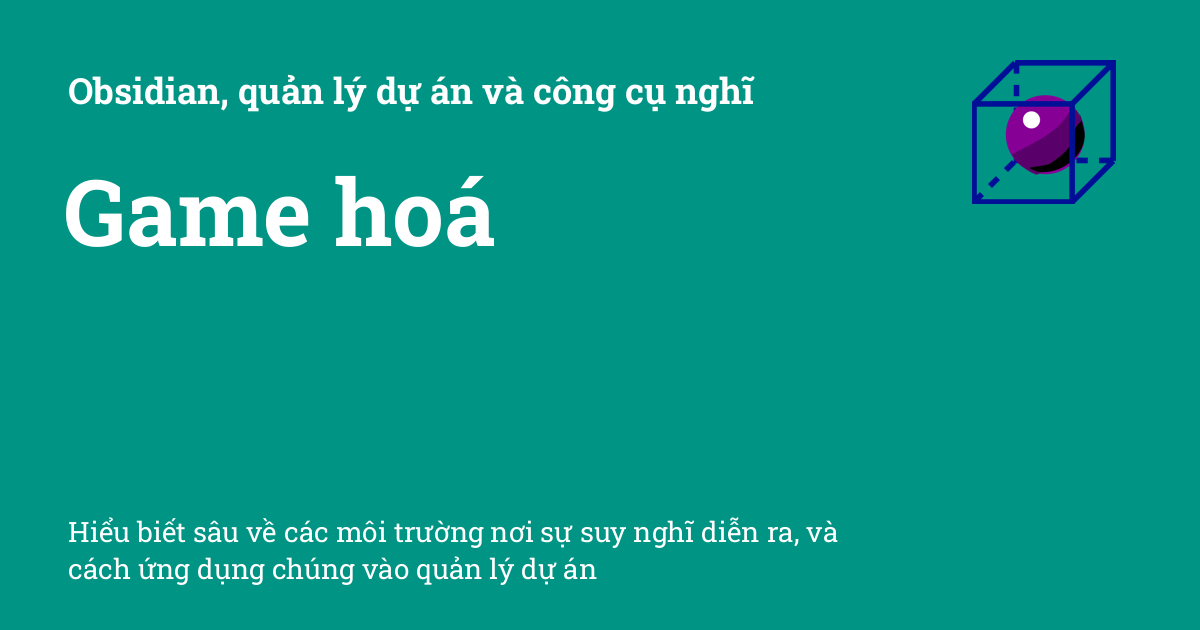 Obsidian, quản lý dự án và công cụ nghĩ
Game hoá
Hiểu biết sâu về các môi trường nơi sự suy nghĩ diễn ra, và
cách ứng dụng chúng vào quản lý dự án